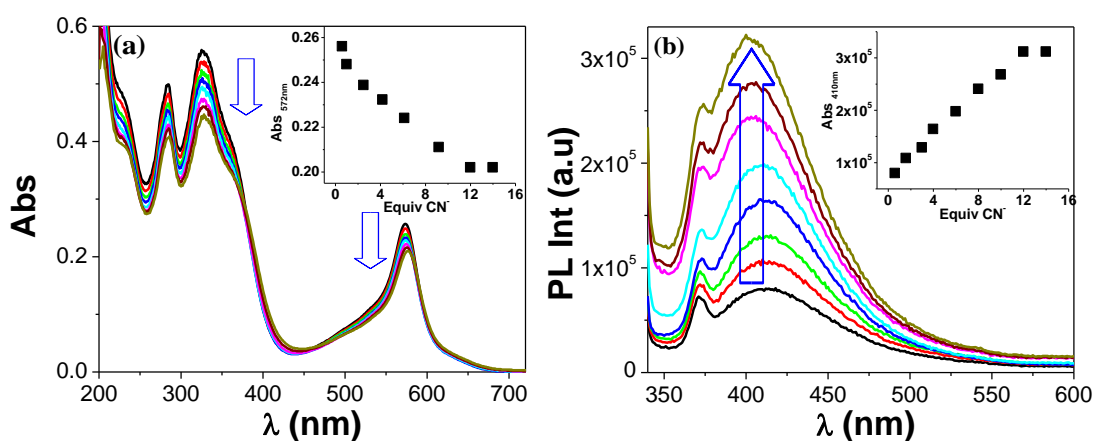 (a)
Abs
0.6
0.4
0.2
0.0
200 300 400 500 600 700
λ (nm)
Abs 572nm
0.26
0.24
0.22
0.20
0 4 8 12 16
Equiv CN-
(b)
PL Int (a.u)
3x10^5
2x10^5
1x10^5
350 400 450 500 550 600
λ (nm)
Abs 410nm
4x10^5
3x10^5
2x10^5
1x10^5
0 4 8 12 16
Equiv CN-